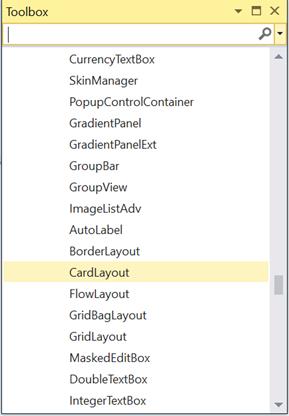 Toolbox
CurrencyTextBox
SkinManager
PopupControlContainer
GradientPanel
GradientPanelExt
GroupBar
GroupView
ImageListAdv
AutoLabel
BorderLayout
CardLayout
FlowLayout
GridBagLayout
GridLayout
MaskedEditBox
DoubleTextBox
IntegerTextBox